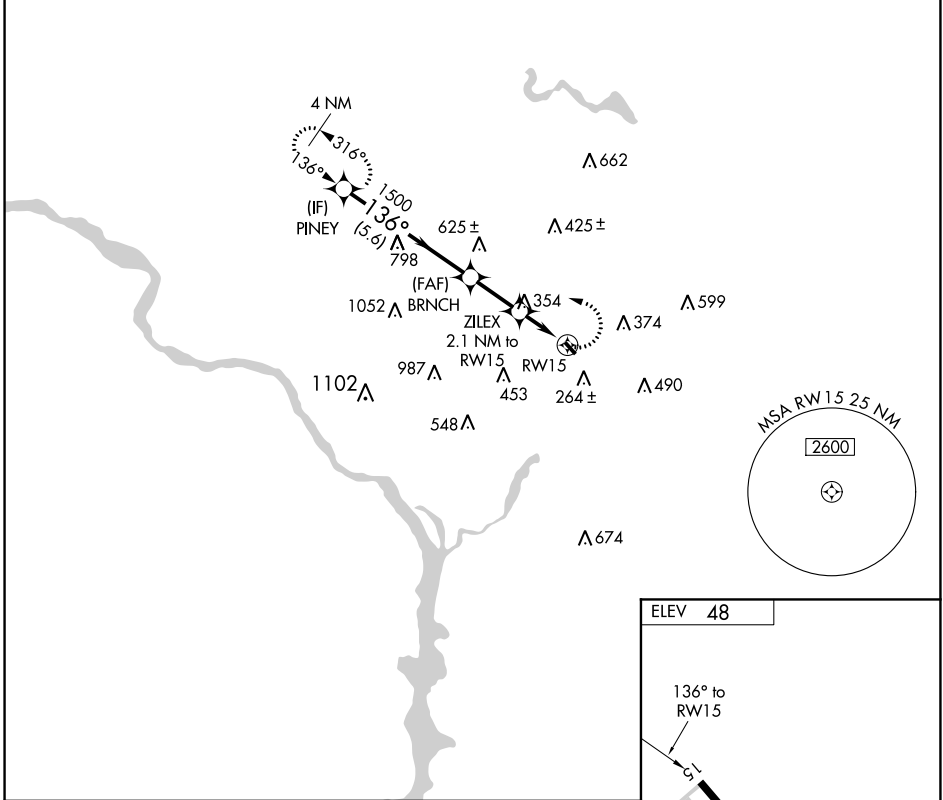 4 NM
316°
136°
(IF)
PINEY
1500
136°
(5.6)
798
625 ±
662
425 ±
(FAF)
BRNCH
354
599
374
1052
ZILEX
2.1 NM to
RW15
RW15
987
453
264 ±
490
1102
548
MSA RW15 25 NM
2600
674
ELEV 48
136° to
RW15
15